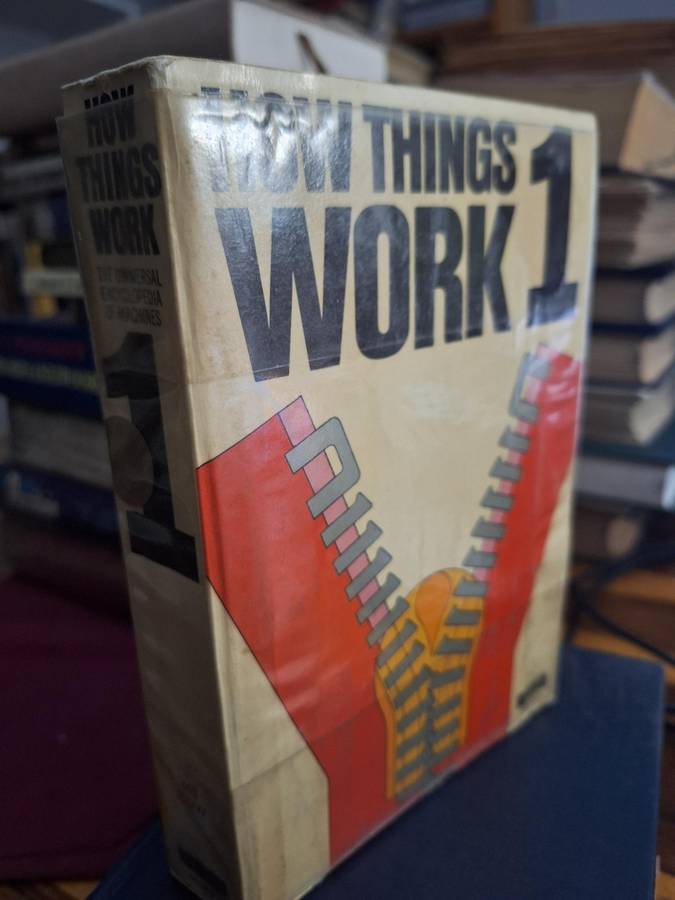 HOW
THINGS
WORK
THE UNIVERSAL
ENCYCLOPEDIA
OF MACHINES
1
HOW THINGS
WORK 1